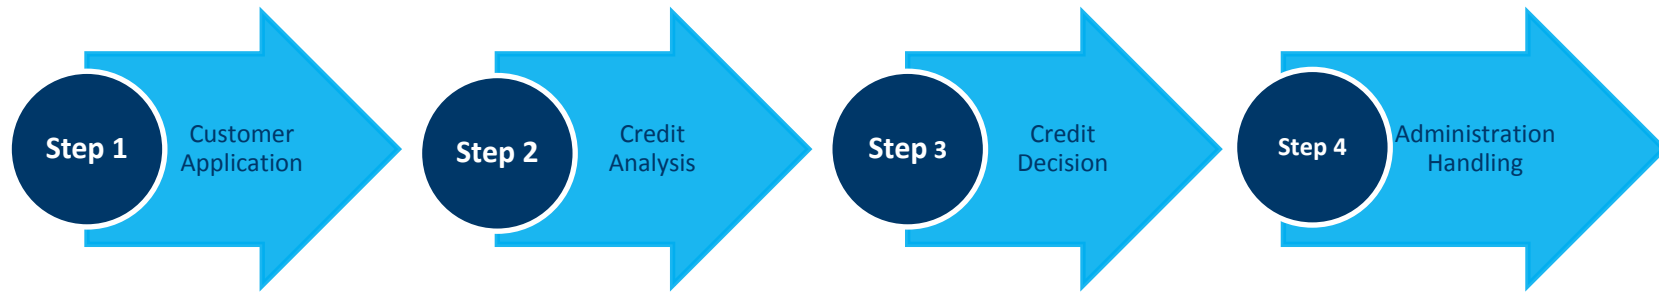 Step 1
Customer
Application
Step 2
Credit
Analysis
Step 3
Credit
Decision
Step 4
Administration
Handling